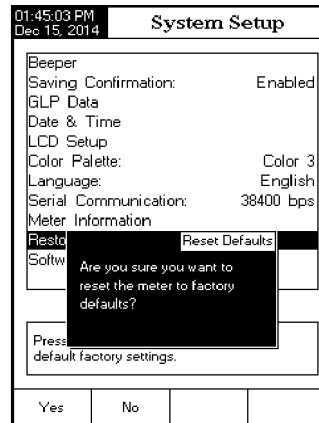 01:45:03 PM
Dec 15, 2014
System Setup
Beeper
Saving Confirmation: Enabled
GLP Data
Date & Time
LCD Setup
Color Palette: Color 3
Language: English
Serial Communication: 38400 bps
Meter Information
Resto
Reset Defaults
Softw
Are you sure you want to
reset the meter to factory
defaults?
Press
default factory settings.
Yes No